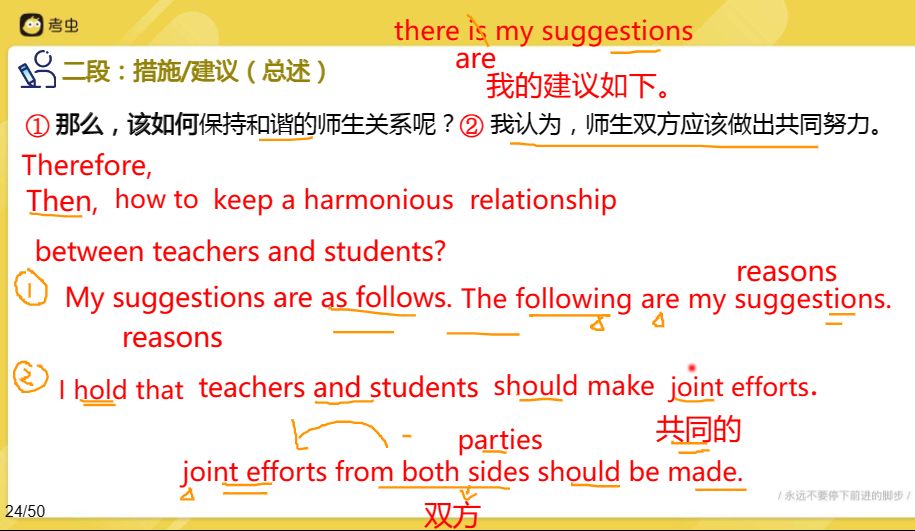 考虫
there is my suggestions
are
我的建议如下。
二段：措施/建议（总述）
① 那么，该如何保持和谐的师生关系呢？② 我认为，师生双方应该做出共同努力。
Therefore,
Then, how to keep a harmonious relationship
between teachers and students?
reasons
1 My suggestions are as follows. The following are my suggestions.
reasons
2 I hold that teachers and students should make joint efforts.
共同的
parties
joint efforts from both sides should be made.
双方
/ 永远不要停下前进的脚步 /
24/50